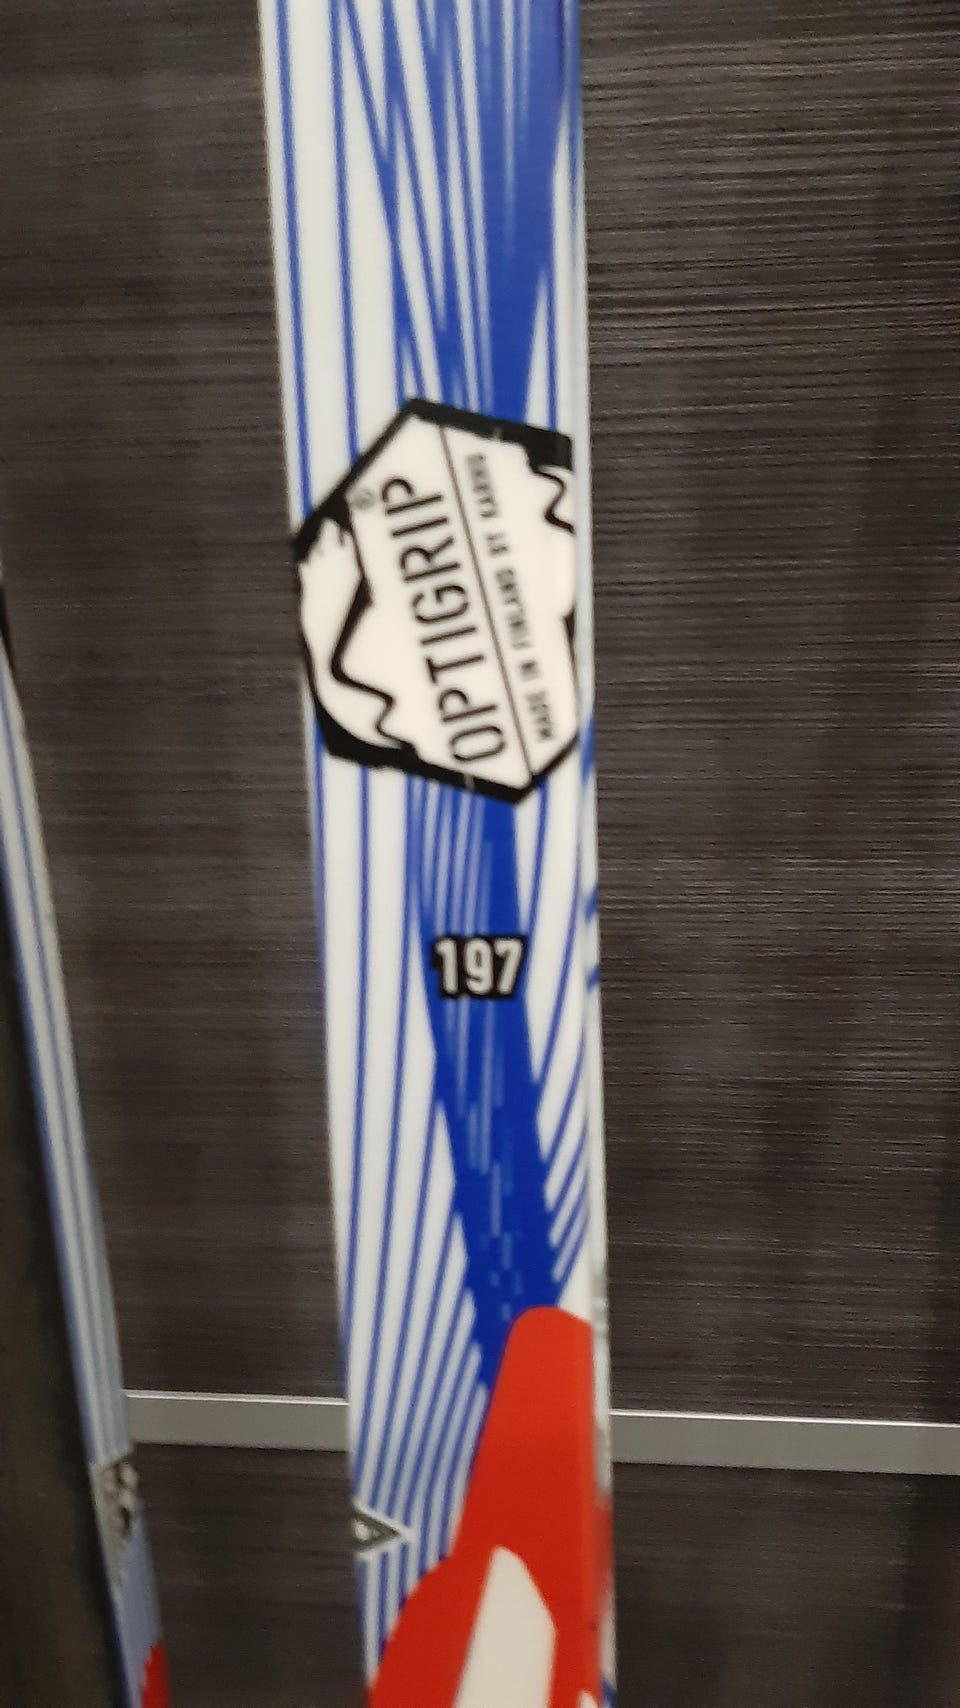 OPTIGRIP®
MADE IN FINLAND BY KARHU
197